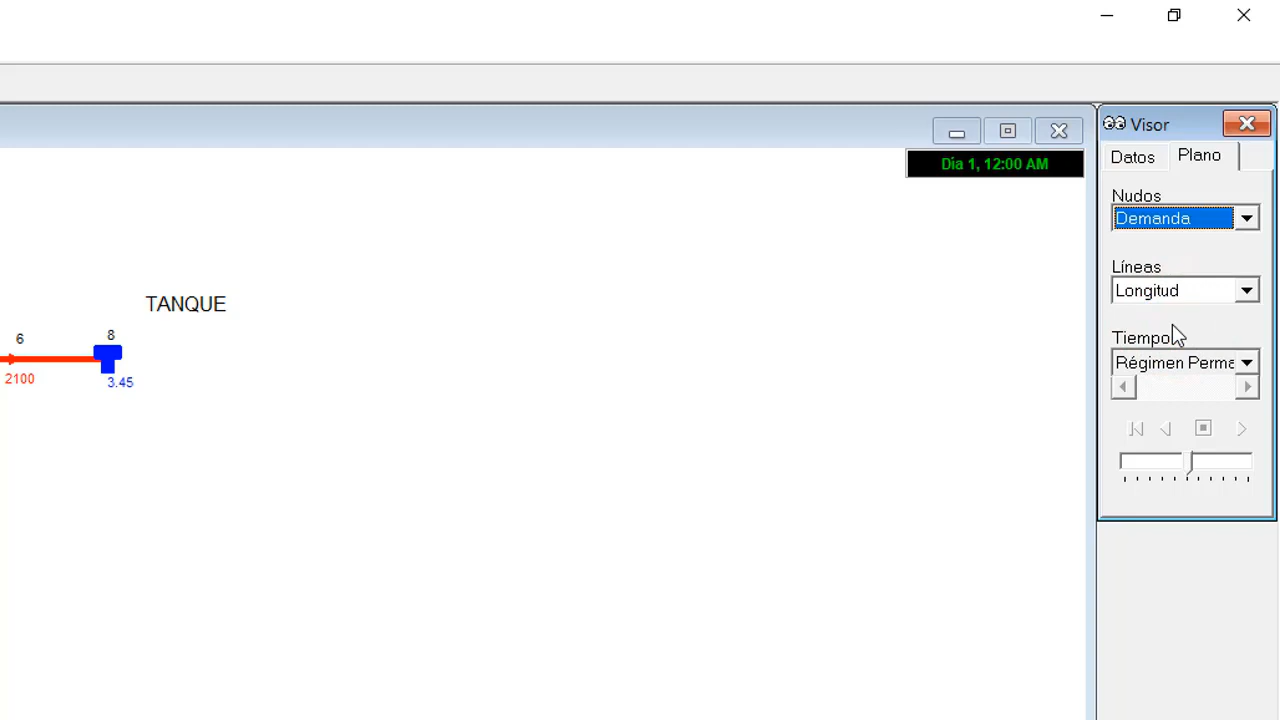 Visor
Datos
Plano
Dia 1, 12:00 AM
Nudos
Demanda
Líneas
Longitud
TANQUE
6
8
Tiempo
2100
3.45
Régimen Perma